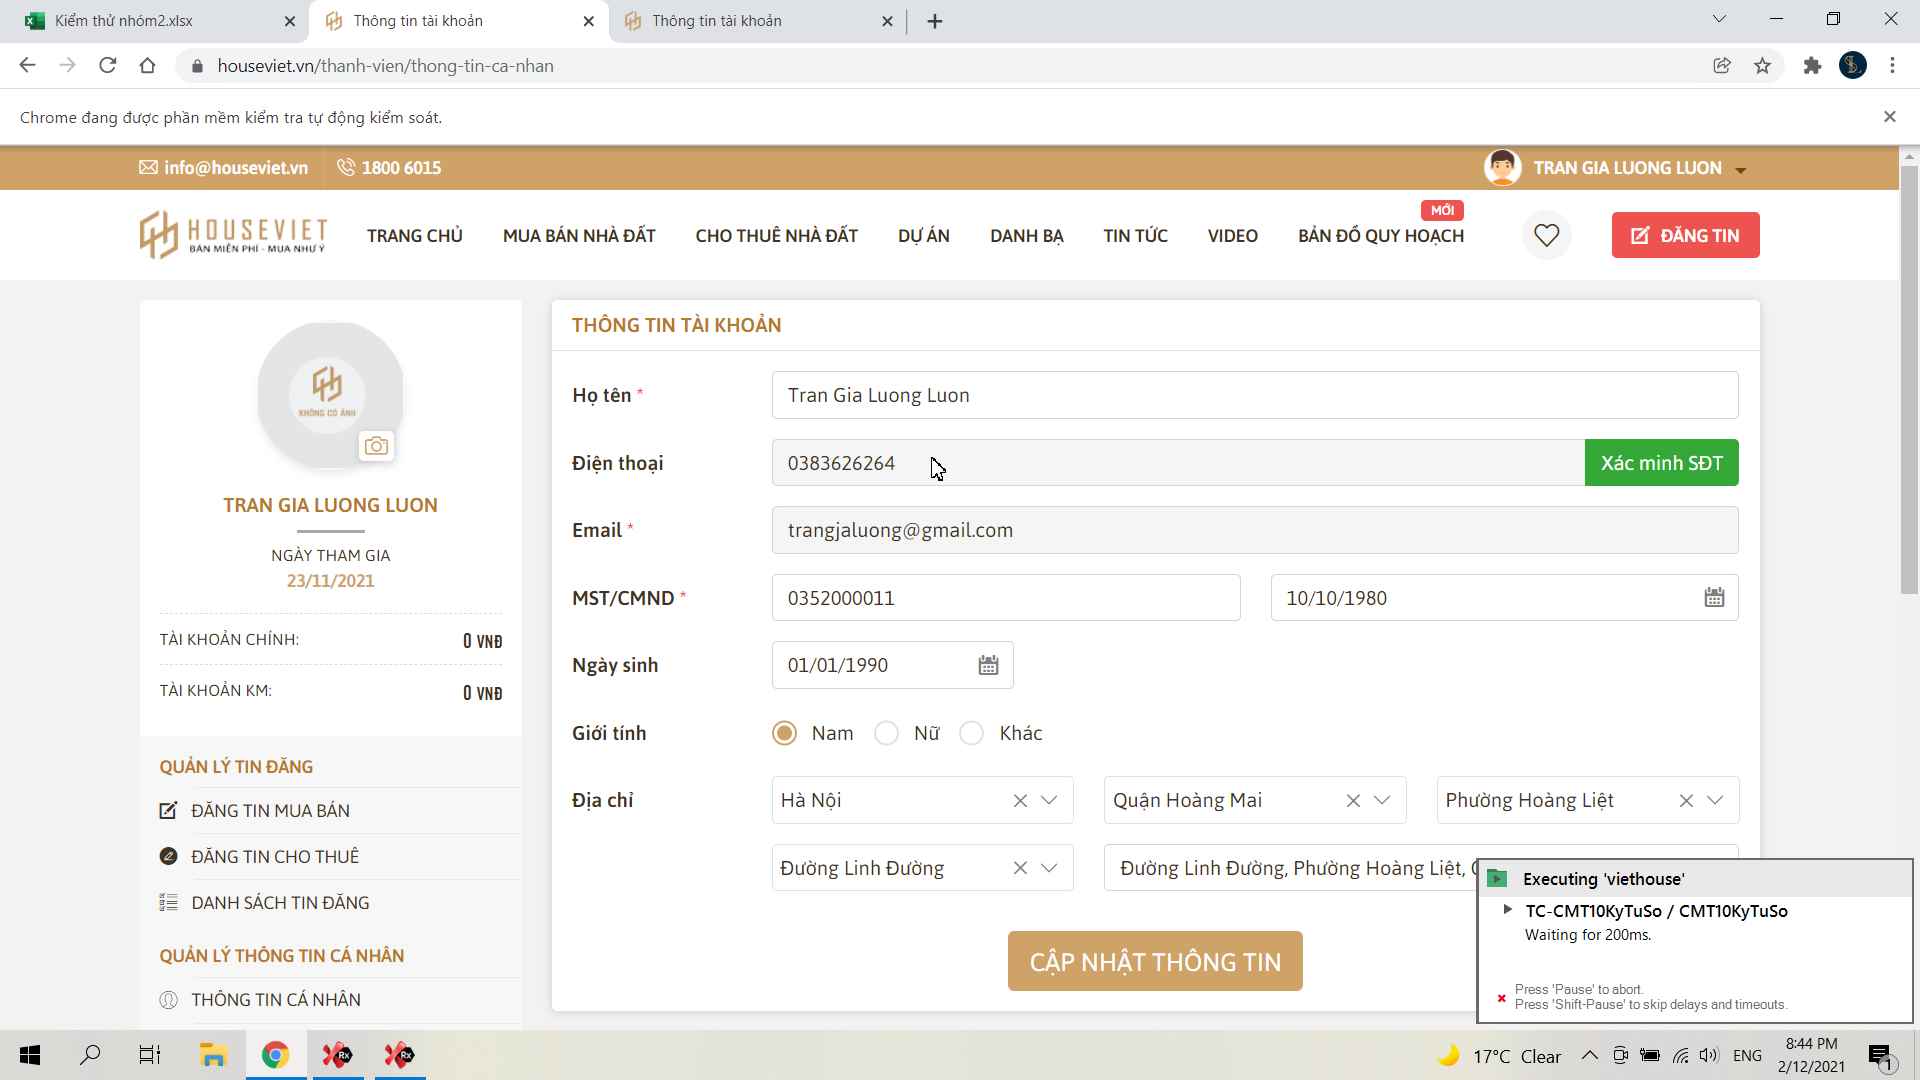 Kiểm thử nhóm2.xlsx
Thông tin tài khoản
Thông tin tài khoản
houseviet.vn/thanh-vien/thong-tin-ca-nhan
Chrome đang được phần mềm kiểm tra tự động kiểm soát.
info@houseviet.vn
1800 6015
TRAN GIA LUONG LUON
HOUSEVIET
BÁN MIỄN PHÍ - MUA NHƯ Ý
TRANG CHỦ
MUA BÁN NHÀ ĐẤT
CHO THUÊ NHÀ ĐẤT
DỰ ÁN
DANH BẠ
TIN TỨC
VIDEO
BẢN ĐỒ QUY HOẠCH
MỚI
ĐĂNG TIN
KHÔNG CÓ ẢNH
TRAN GIA LUONG LUON
NGÀY THAM GIA
23/11/2021
TÀI KHOẢN CHÍNH: 0 VNĐ
TÀI KHOẢN KM: 0 VNĐ
QUẢN LÝ TIN ĐĂNG
ĐĂNG TIN MUA BÁN
ĐĂNG TIN CHO THUÊ
DANH SÁCH TIN ĐĂNG
QUẢN LÝ THÔNG TIN CÁ NHÂN
THÔNG TIN CÁ NHÂN
THÔNG TIN TÀI KHOẢN
Họ tên * Tran Gia Luong Luon
Điện thoại 0383626264 Xác minh SĐT
Email * trangjaluong@gmail.com
MST/CMND * 0352000011 10/10/1980
Ngày sinh 01/01/1990
Giới tính Nam Nữ Khác
Địa chỉ Hà Nội Quận Hoàng Mai Phường Hoàng Liệt
Đường Linh Đường Đường Linh Đường, Phường Hoàng Liệt,
CẬP NHẬT THÔNG TIN
Executing 'viethouse'
TC-CMT10KyTuSo / CMT10KyTuSo
Waiting for 200ms.
Press 'Pause' to abort.
Press 'Shift-Pause' to skip delays and timeouts.
Rx
Rx
17°C Clear
ENG
8:44 PM
2/12/2021
1